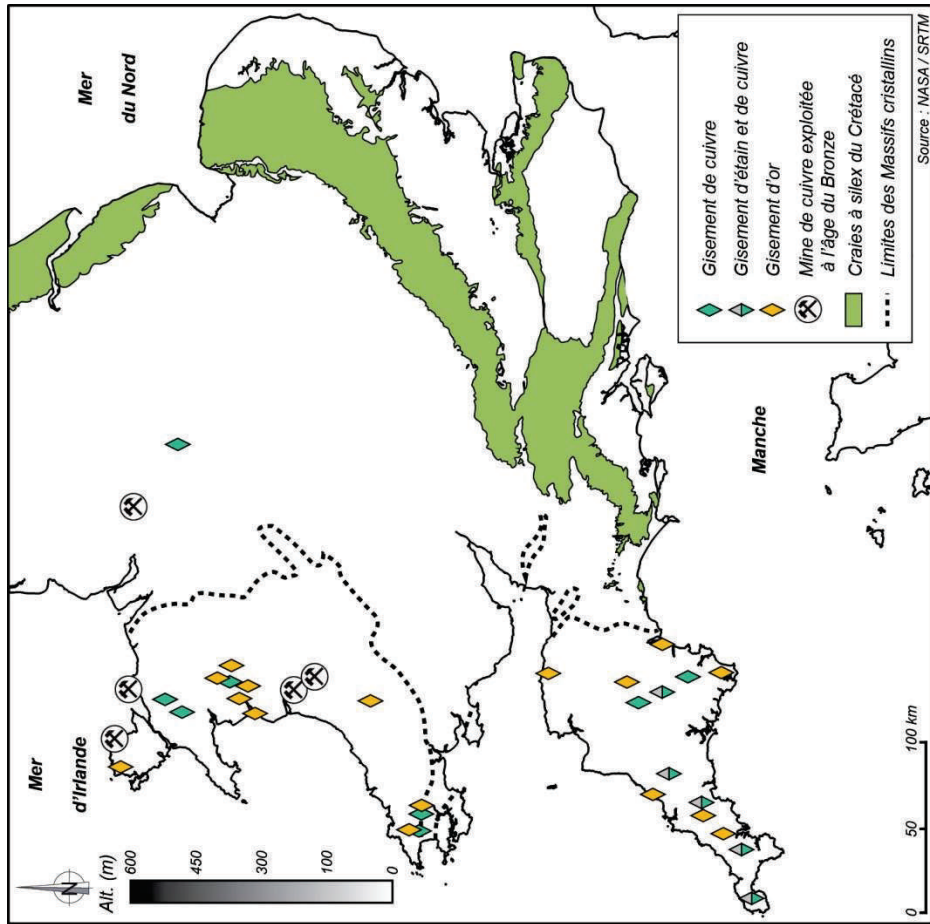 Mer
d'Irlande
Mer
du Nord
Manche
N
Alt. (m)
600
450
300
100
0
0
50
100 km
Gisement de cuivre
Gisement d'étain et de cuivre
Gisement d'or
Mine de cuivre exploitée
à l'âge du Bronze
Craies à silex du Crétacé
Limites des Massifs cristallins
Source : NASA / SRTM